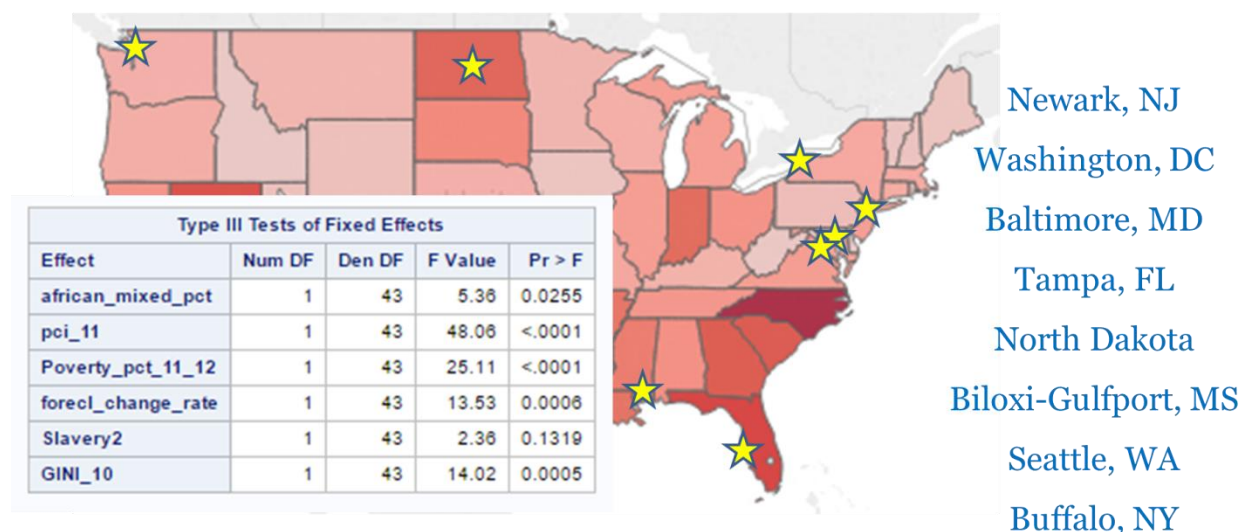 Type III Tests of Fixed Effects
Effect Num DF Den DF F Value Pr > F
african_mixed_pct 1 43 5.36 0.0255
pci_11 1 43 48.06 <.0001
Poverty_pct_11_12 1 43 25.11 <.0001
forecl_change_rate 1 43 13.53 0.0006
Slavery2 1 43 2.36 0.1319
GINI_10 1 43 14.02 0.0005
Newark, NJ
Washington, DC
Baltimore, MD
Tampa, FL
North Dakota
Biloxi-Gulfport, MS
Seattle, WA
Buffalo, NY